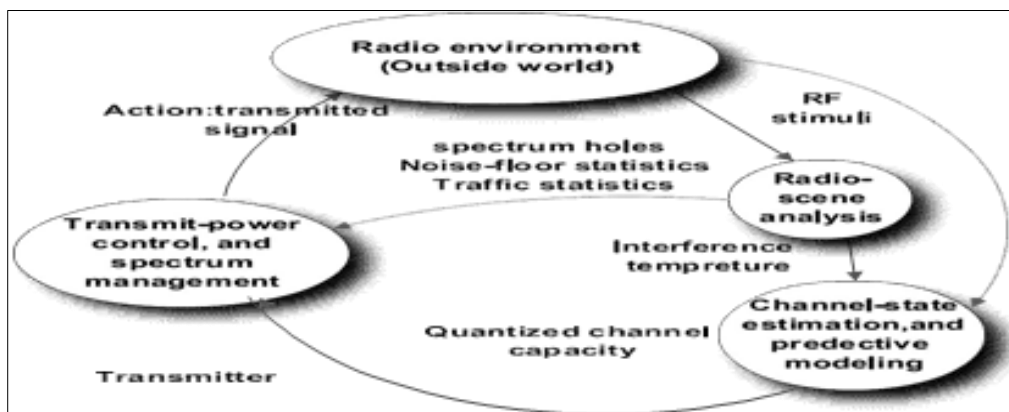 Radio environment
(Outside world)
Action:transmitted
signal
RF
stimuli
spectrum holes
Noise-floor statistics
Traffic statistics
Radio-
scene
analysis
Transmit-power
control, and
spectrum
management
Interference
tempreture
Channel-state
estimation,and
predective
modeling
Quantized channel
capacity
Transmitter